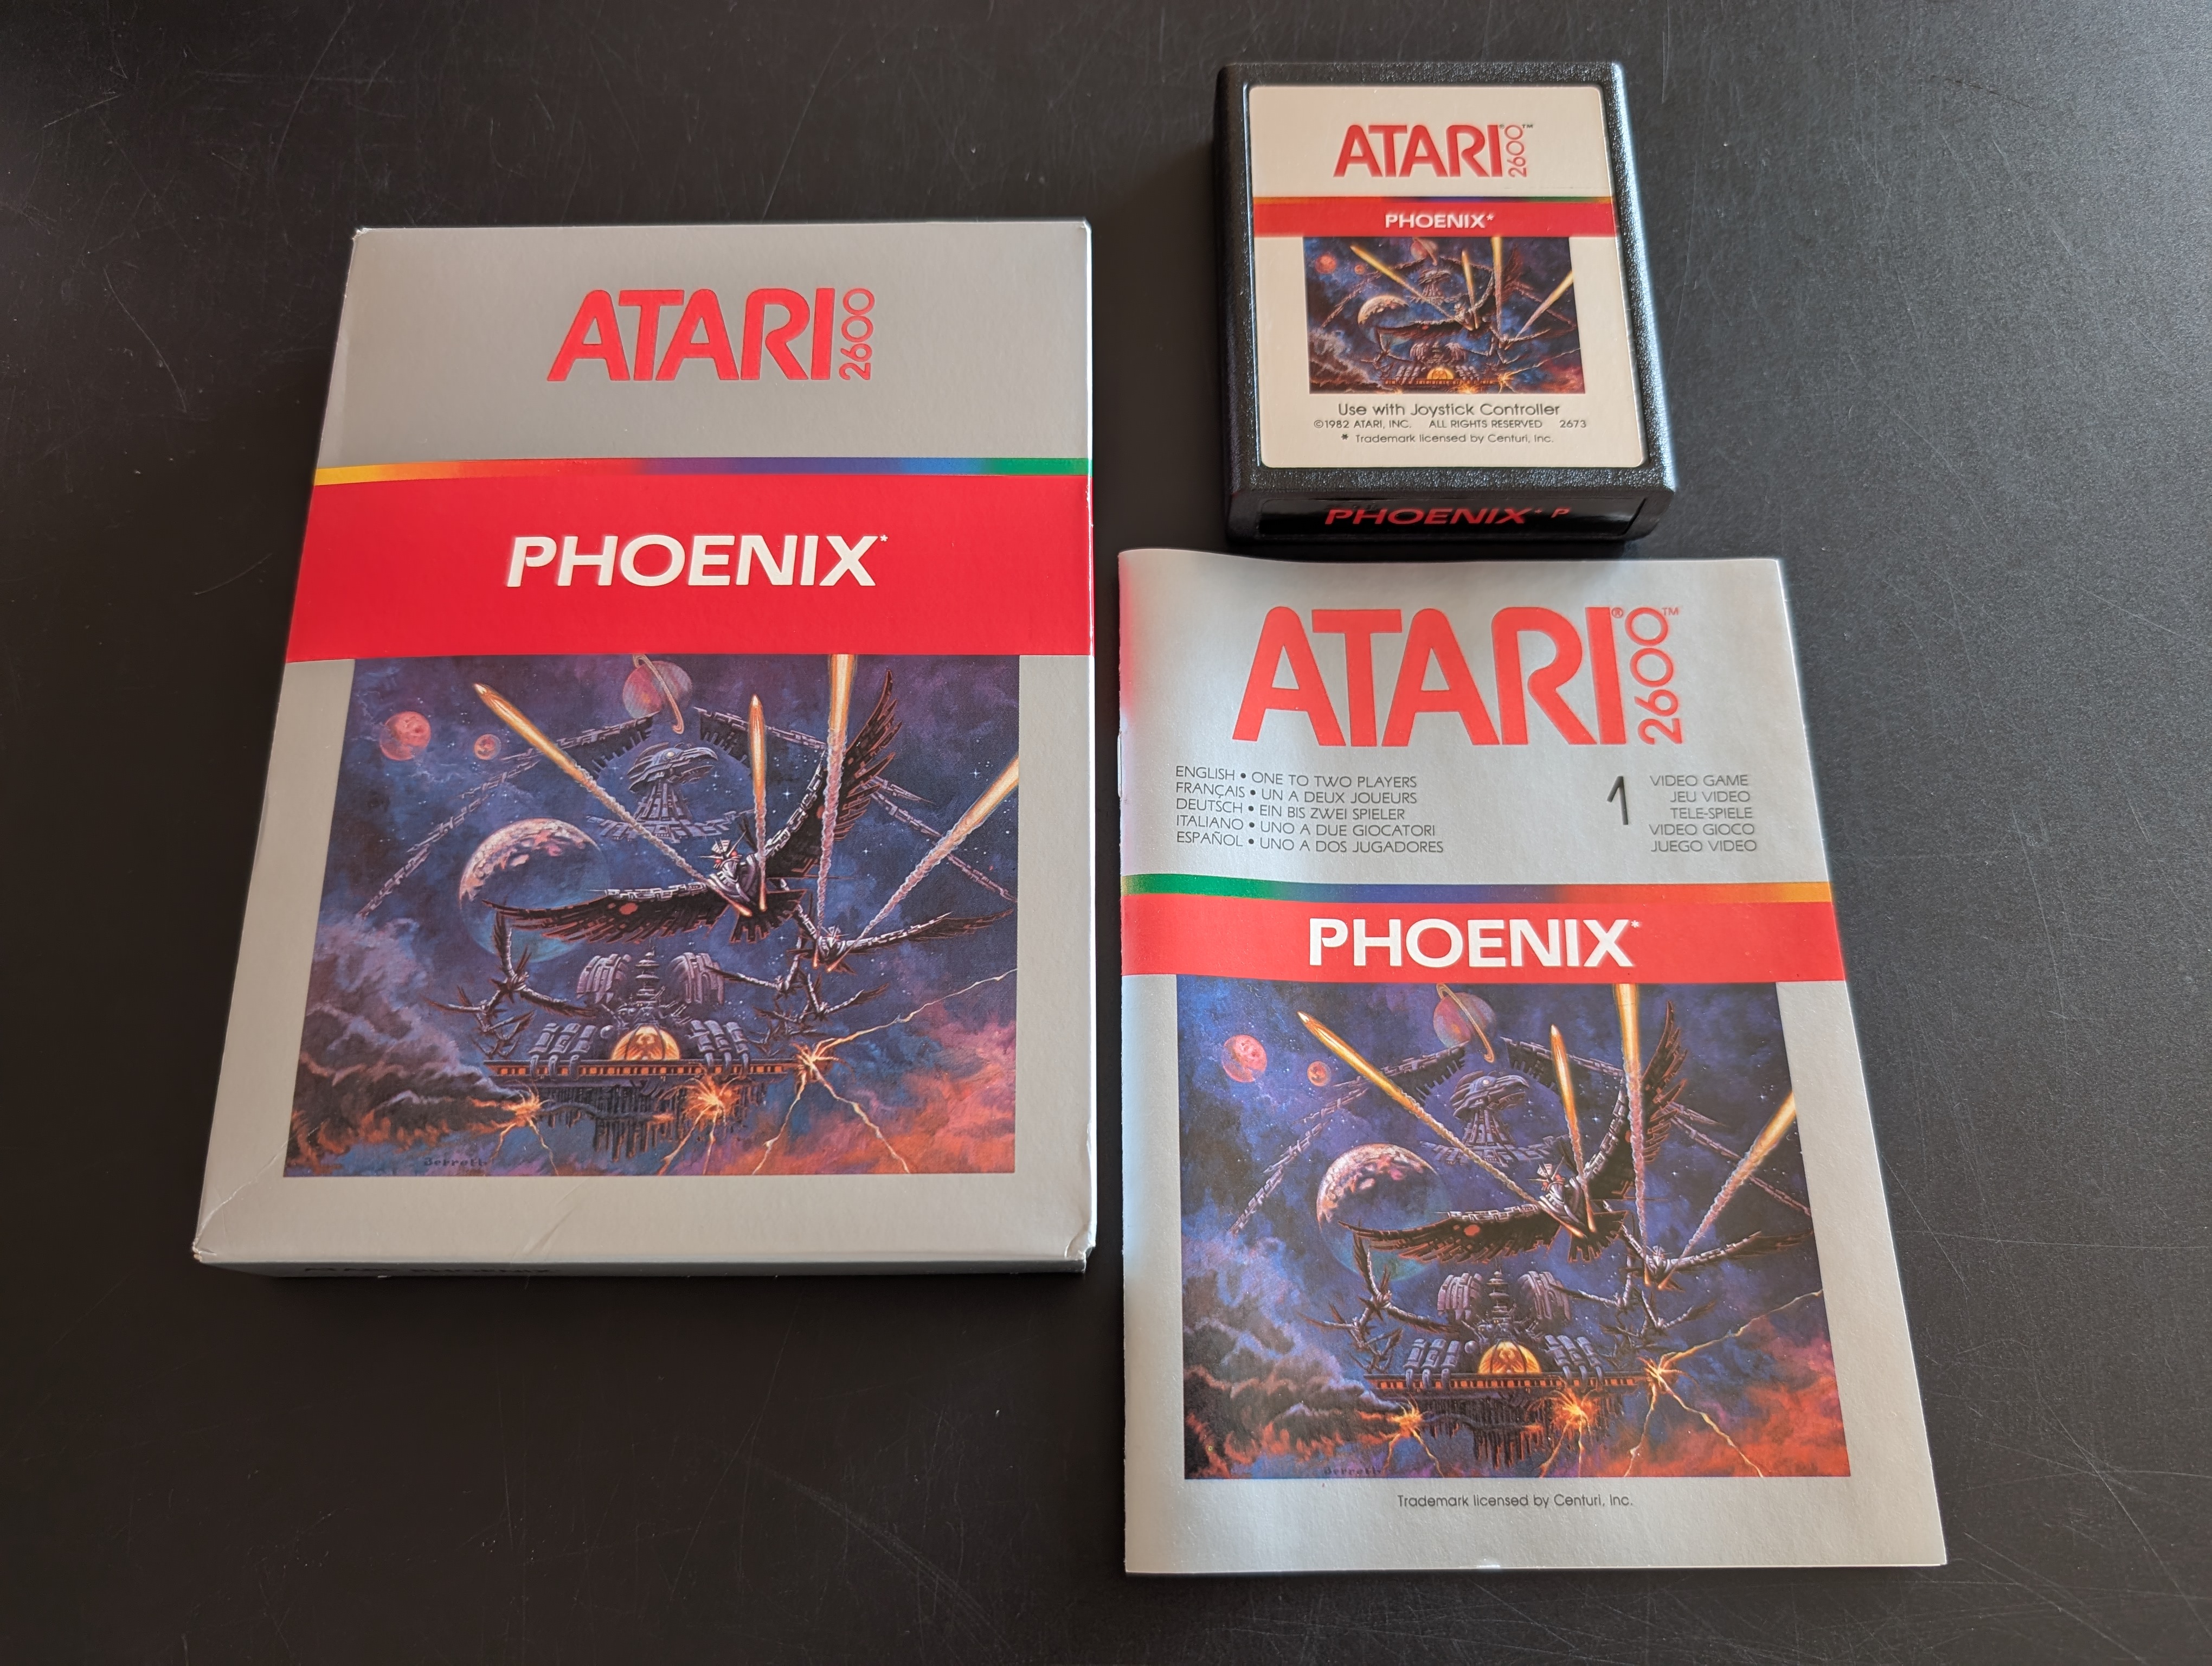 ATARI 2600
PHOENIX*
ATARI® 2600™
PHOENIX*
Use with Joystick Controller
©1982 ATARI, INC. ALL RIGHTS RESERVED 2673
* Trademark licensed by Centuri, Inc.
PHOENIX* P
ATARI® 2600™
ENGLISH • ONE TO TWO PLAYERS
FRANÇAIS • UN A DEUX JOUEURS
DEUTSCH • EIN BIS ZWEI SPIELER
ITALIANO • UNO A DUE GIOCATORI
ESPAÑOL • UNO A DOS JUGADORES
1
VIDEO GAME
JEU VIDEO
TELE-SPIELE
VIDEO GIOCO
JUEGO VIDEO
PHOENIX*
Trademark licensed by Centuri, Inc.